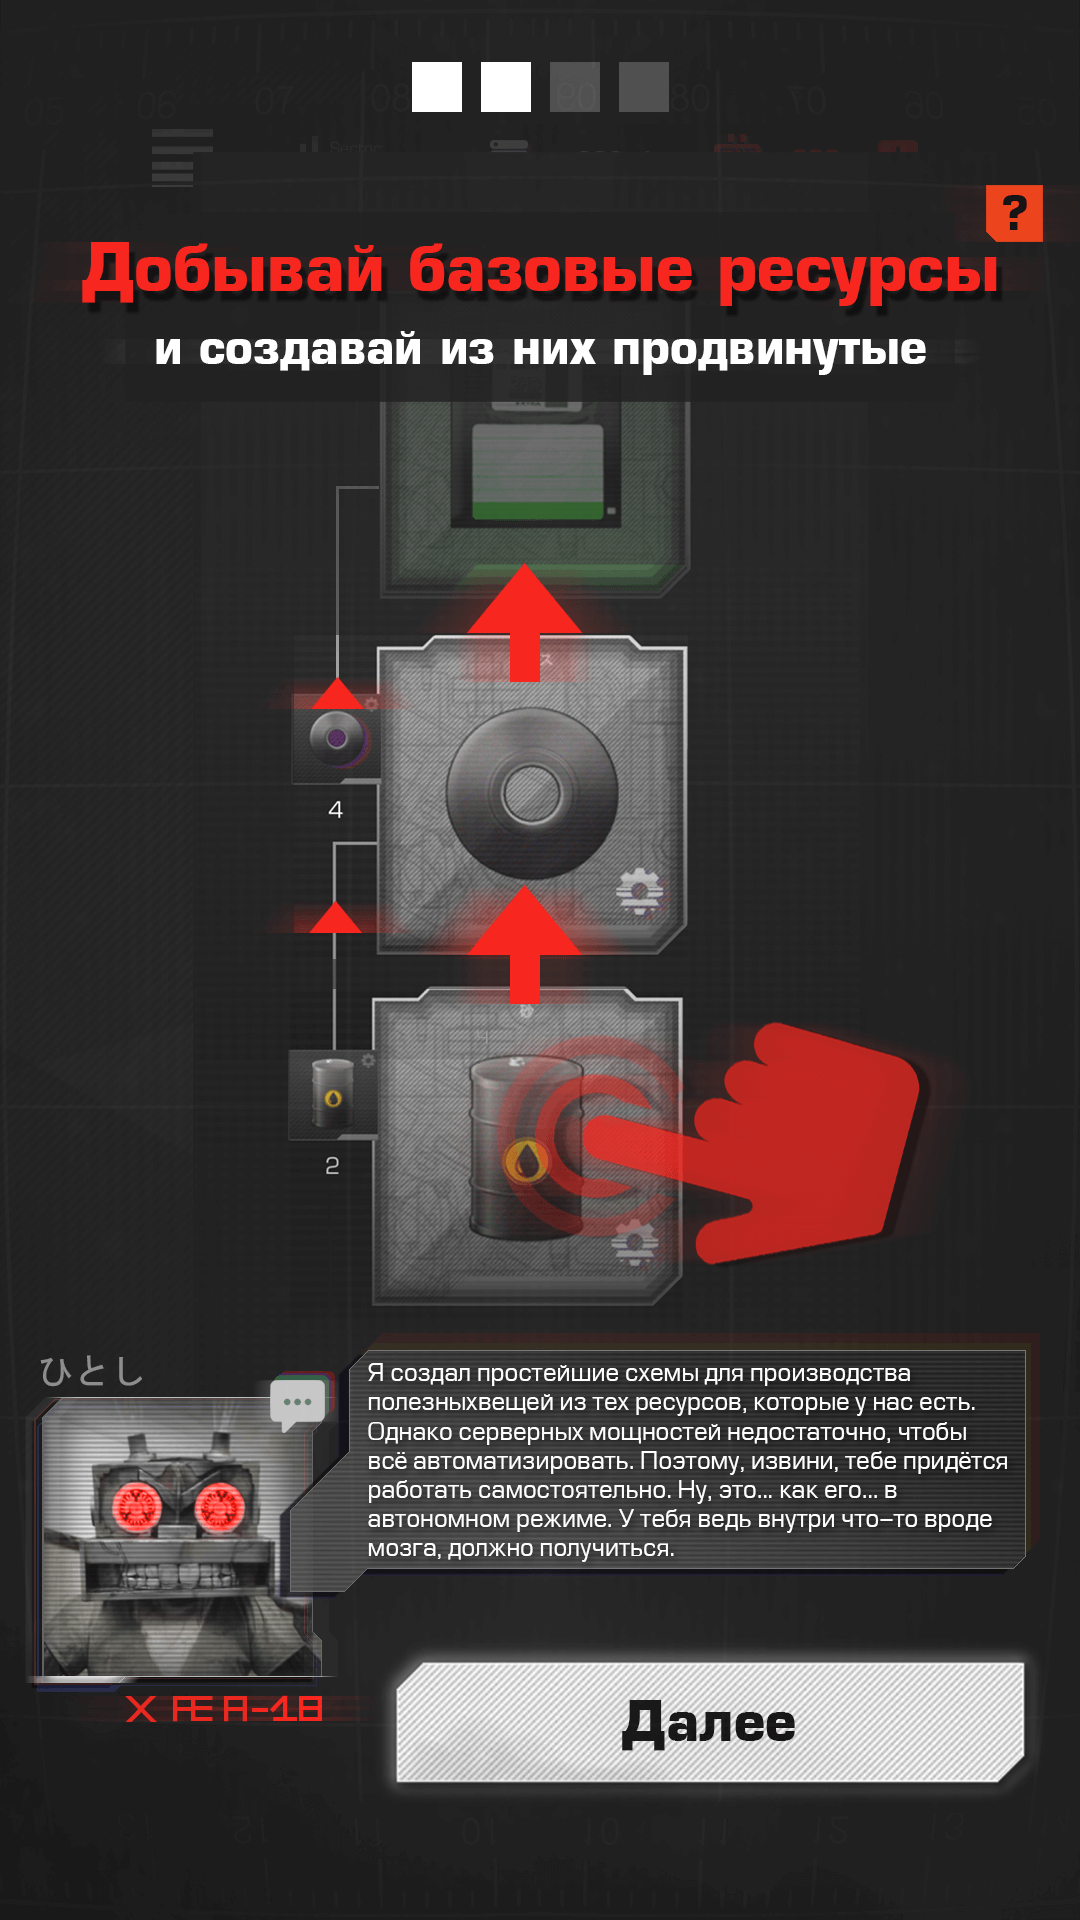 ?
Добывай базовые ресурсы
и создавай из них продвинутые
4
2
ひとし
Я создал простейшие схемы для производства
полезныхвещей из тех ресурсов, которые у нас есть.
Однако серверных мощностей недостаточно, чтобы
всё автоматизировать. Поэтому, извини, тебе придётся
работать самостоятельно. Ну, это... как его... в
автономном режиме. У тебя ведь внутри что–то вроде
мозга, должно получиться.
X Æ A-18
Далее